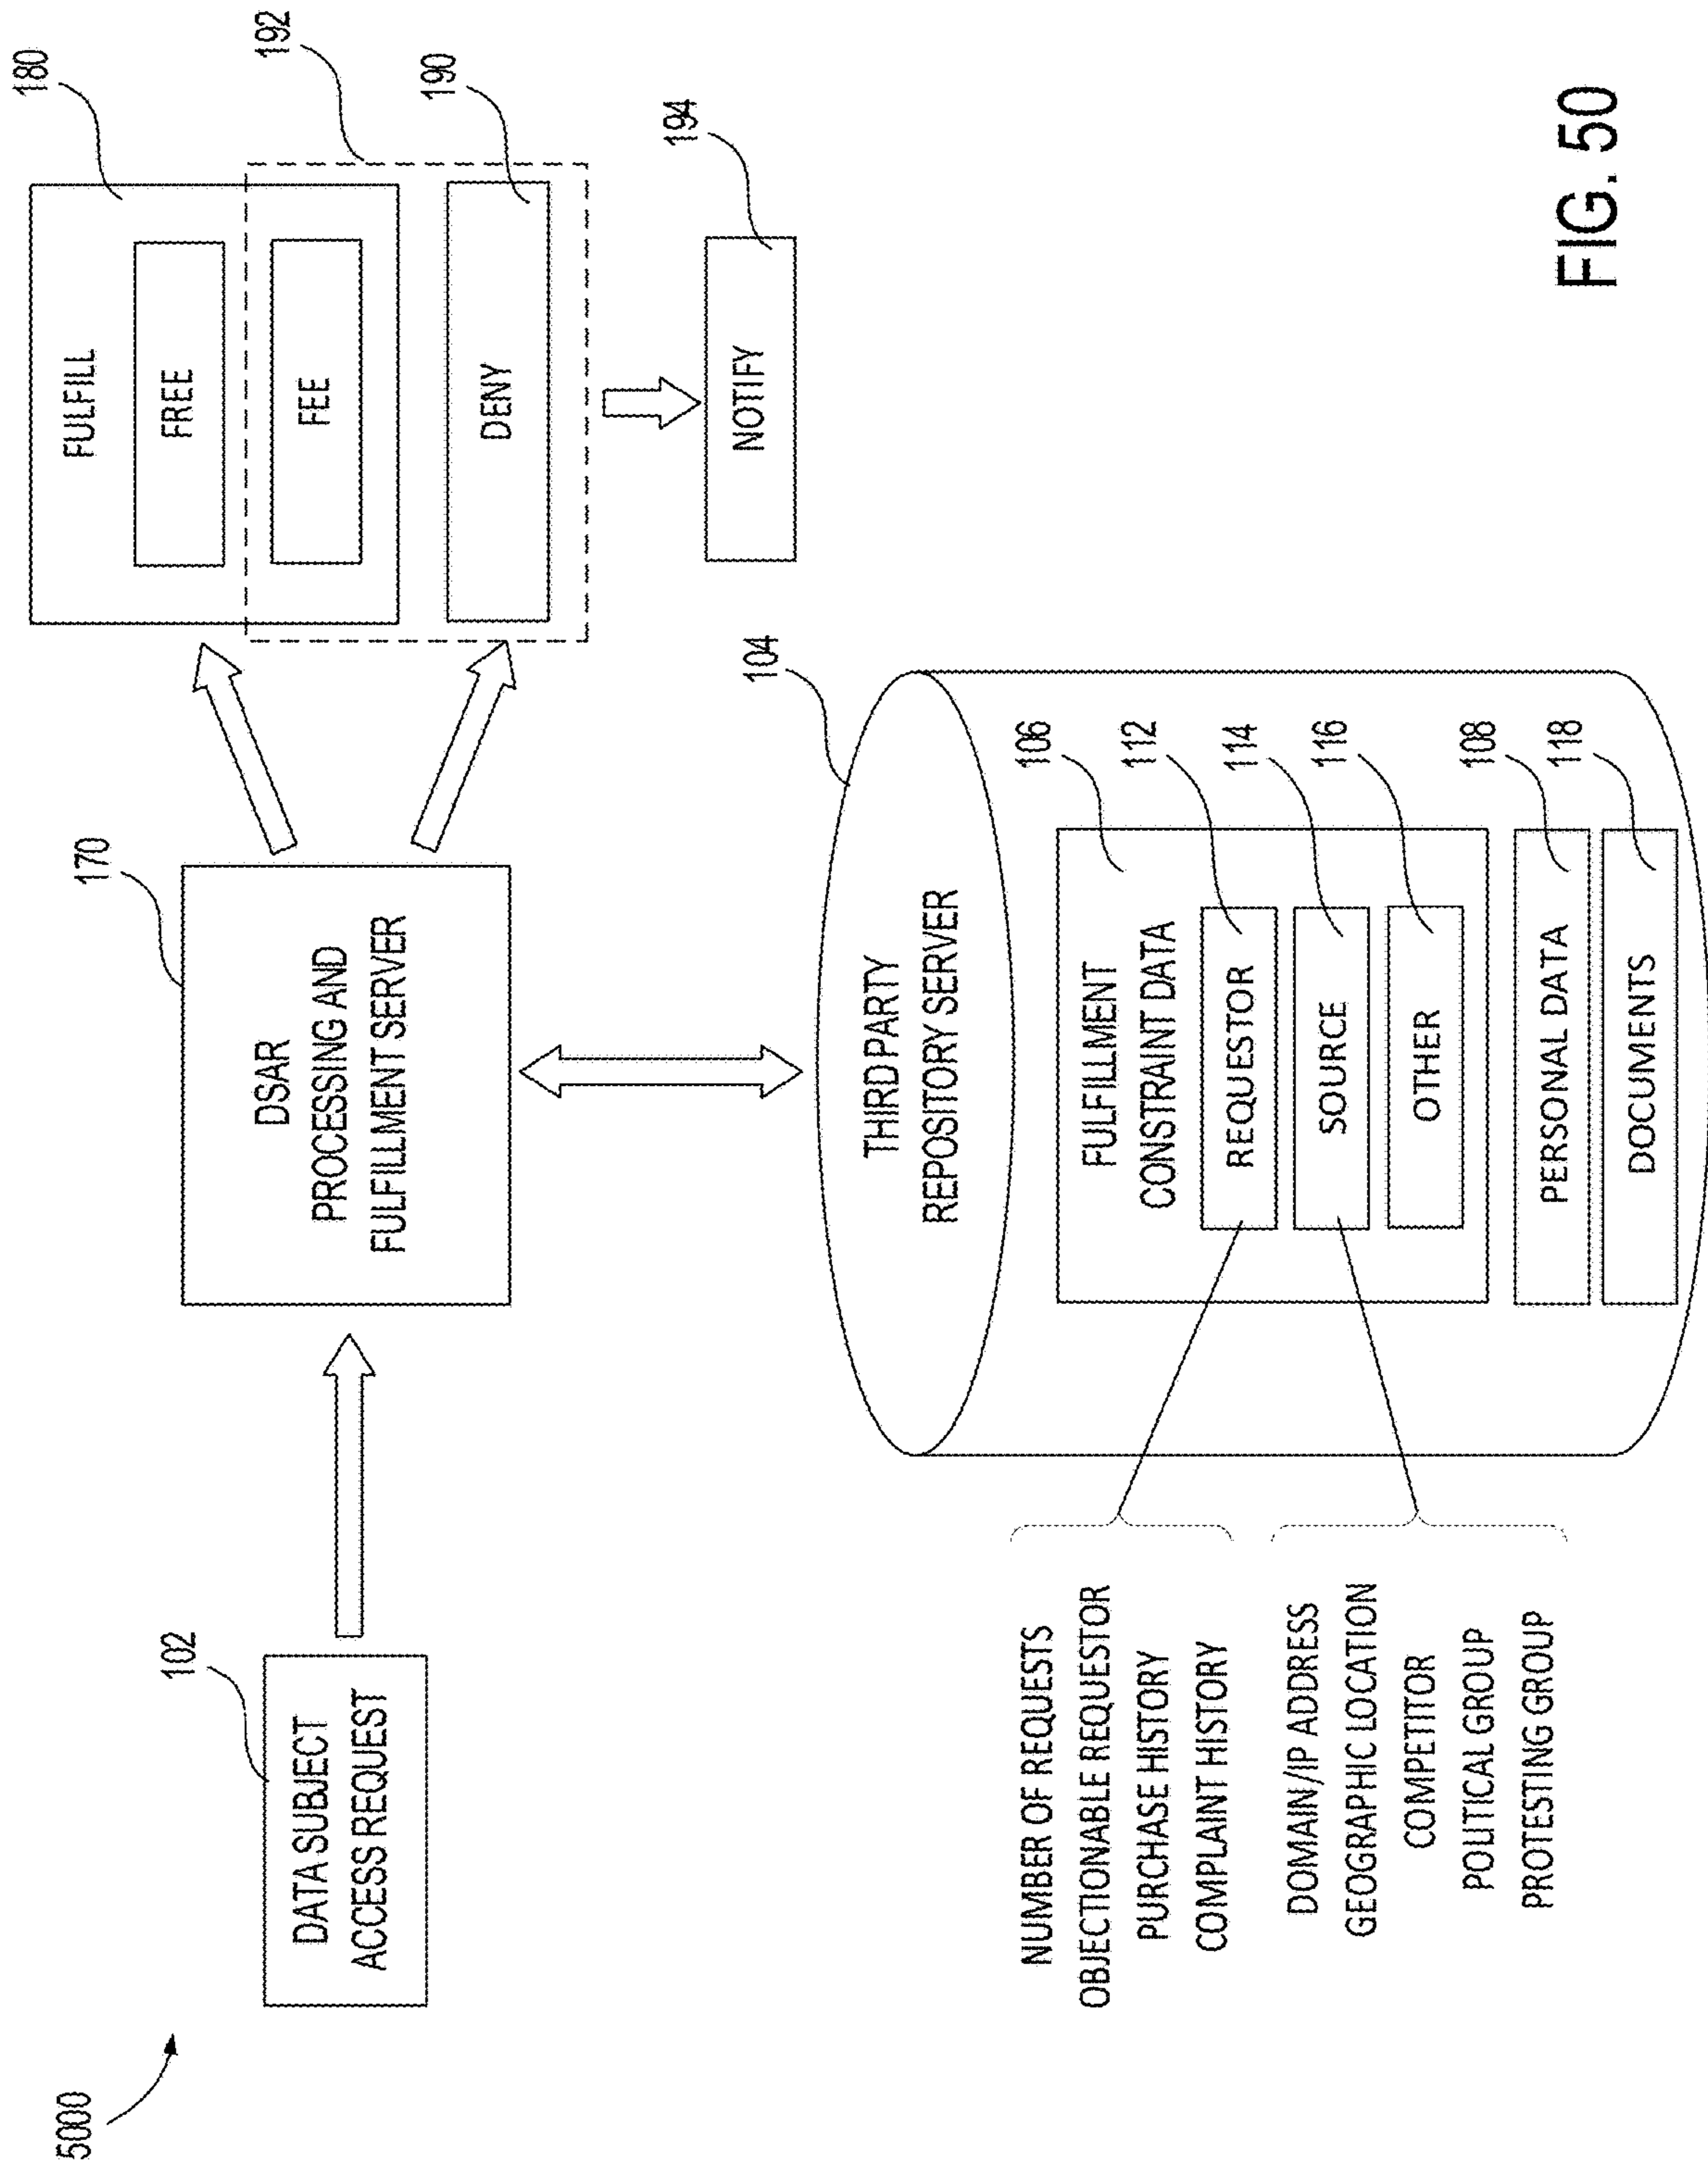 5000
102
DATA SUBJECT
ACCESS REQUEST
170
DSAR
PROCESSING AND
FULFILLMENT SERVER
180
FULFILL
FREE
FEE
192
190
DENY
194
NOTIFY
104
THIRD PARTY
REPOSITORY SERVER
106
FULFILLMENT
CONSTRAINT DATA
112
REQUESTOR
114
SOURCE
116
OTHER
108
PERSONAL DATA
118
DOCUMENTS
NUMBER OF REQUESTS
OBJECTIONABLE REQUESTOR
PURCHASE HISTORY
COMPLAINT HISTORY
DOMAIN/IP ADDRESS
GEOGRAPHIC LOCATION
COMPETITOR
POLITICAL GROUP
PROTESTING GROUP
FIG. 50